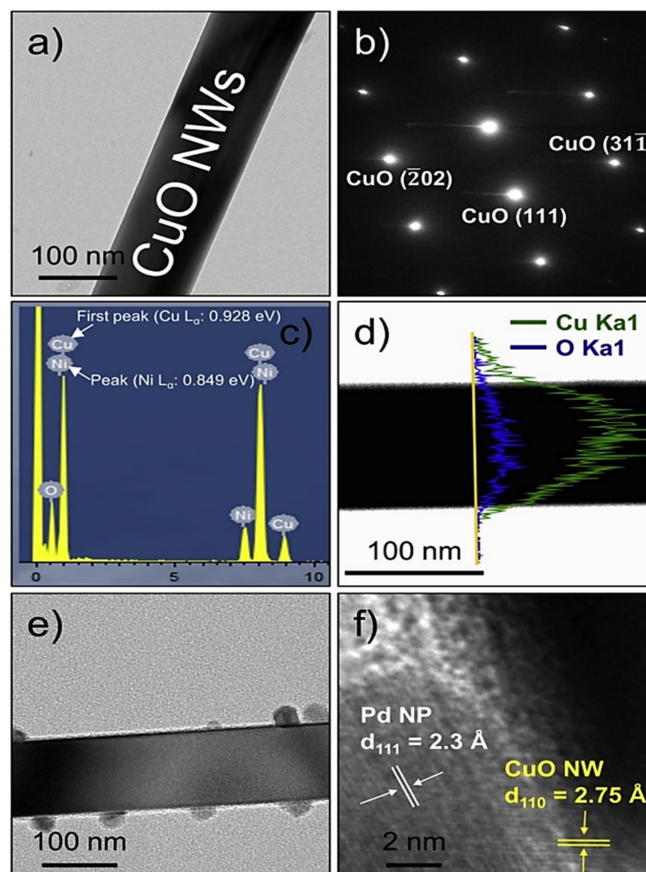 a)
CuO NWs
100 nm
b)
CuO (31̄1
CuO (2̄02)
CuO (111)
c)
First peak (Cu Lα: 0.928 eV)
Cu
Ni
Peak (Ni Lα: 0.849 eV)
Cu
Ni
O
Ni
Cu
0
5
10
d)
Cu Ka1
O Ka1
100 nm
e)
100 nm
f)
Pd NP
d111 = 2.3 Å
CuO NW
d110 = 2.75 Å
2 nm